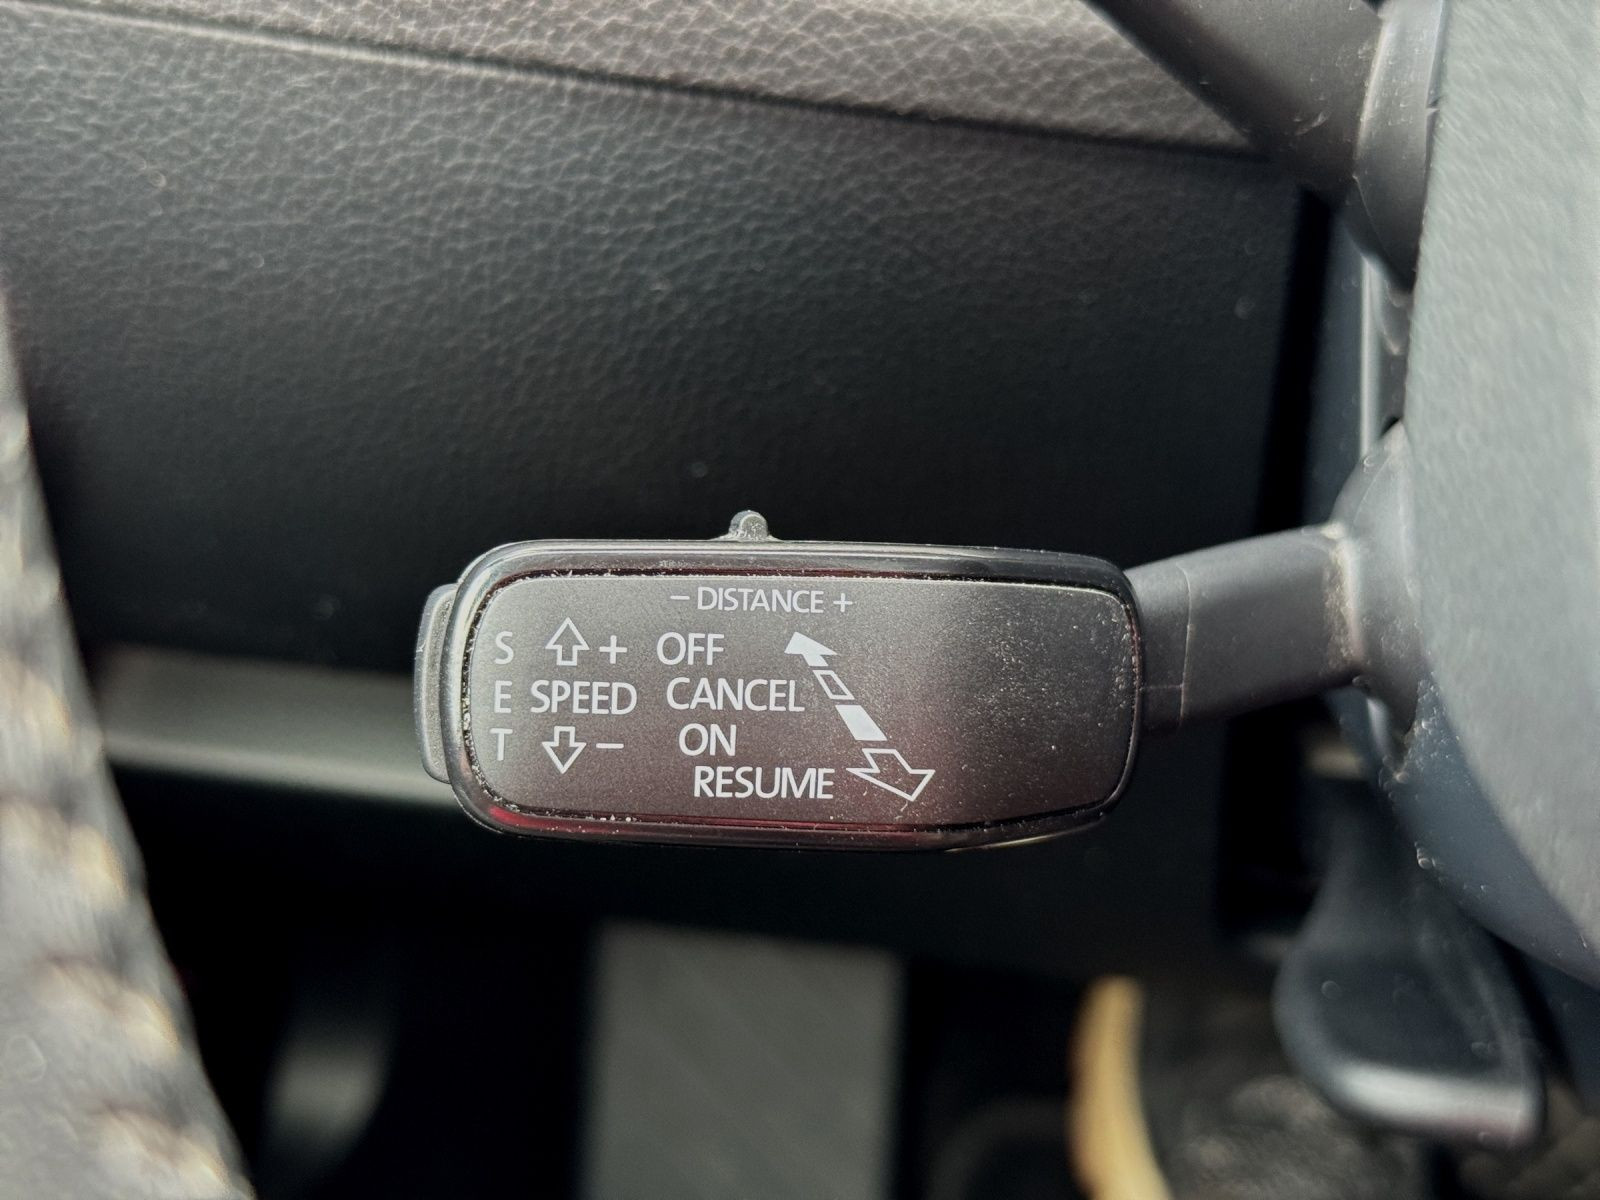 − DISTANCE +
S + OFF
E SPEED CANCEL
T − ON
RESUME